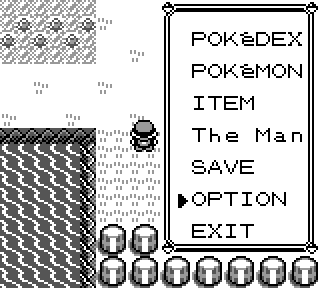 POKéDEX
POKéMON
ITEM
The Man
SAVE
▶OPTION
EXIT